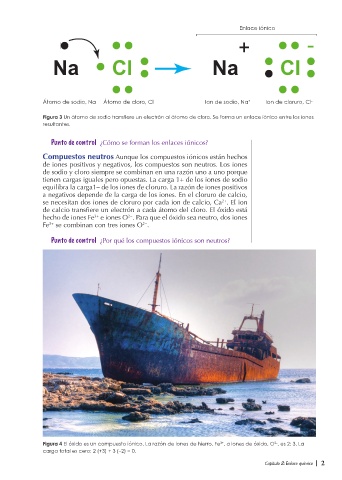 Enlace iónico
+ -
Na Cl Na Cl
Átomo de sodio, Na Átomo de cloro, Cl Ion de sodio, Na⁺ Ion de cloruro, Cl⁻
Figura 3 Un átomo de sodio transfiere un electrón al átomo de cloro. Se forma un enlace iónico entre los iones
resultantes.
Punto de control ¿Cómo se forman los enlaces iónicos?
Compuestos neutros Aunque los compuestos iónicos están hechos
de iones positivos y negativos, los compuestos son neutros. Los iones
de sodio y cloro siempre se combinan en una razón uno a uno porque
tienen cargas iguales pero opuestas. La carga 1+ de los iones de sodio
equilibra la carga1– de los iones de cloruro. La razón de iones positivos
a negativos depende de la carga de los iones. En el cloruro de calcio,
se necesitan dos iones de cloruro por cada ion de calcio, Ca²⁺. El ion
de calcio transfiere un electrón a cada átomo del cloro. El óxido está
hecho de iones Fe³⁺ e iones O²⁻. Para que el óxido sea neutro, dos iones
Fe³⁺ se combinan con tres iones O²⁻.
Punto de control ¿Por qué los compuestos iónicos son neutros?
Figura 4 El óxido es un compuesto iónico. La razón de iones de hierro, Fe³⁺, a iones de óxido, O²⁻, es 2: 3. La
carga total es cero: 2 (+3) + 3 (–2) = 0.
Capítulo 2: Enlace químico | 2